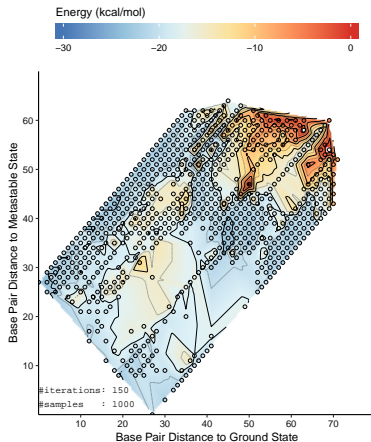 Energy (kcal/mol)
−30 −20 −10 0
Base Pair Distance to Metastable State
60
50
40
30
20
10
#iterations: 150
#samples : 1000
10 20 30 40 50 60 70
Base Pair Distance to Ground State